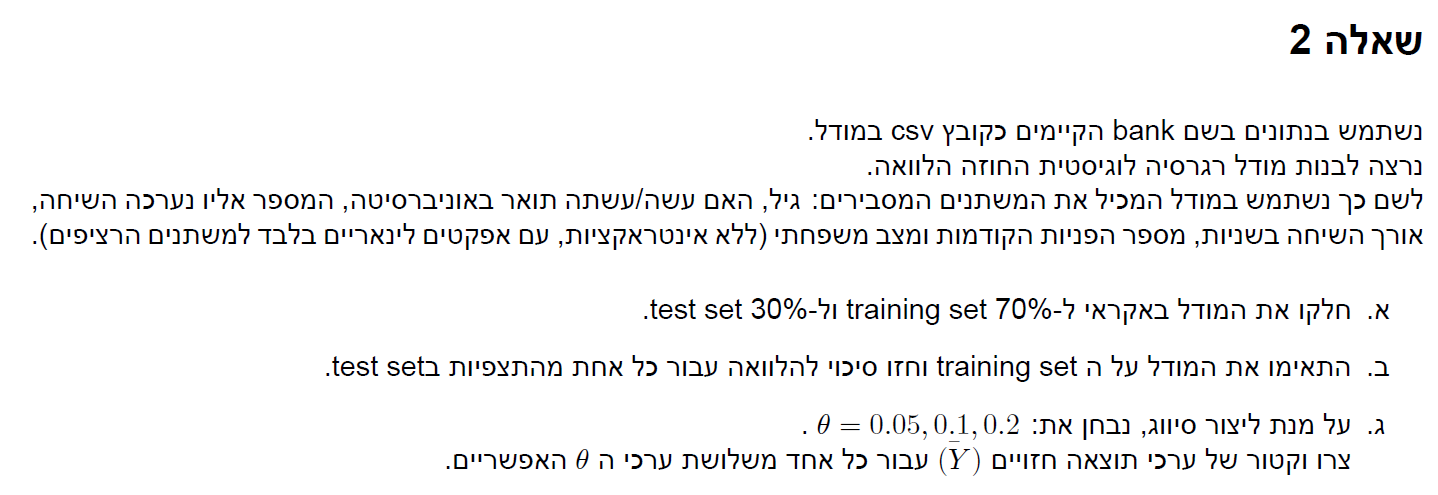 שאלה 2
נשתמש בנתונים בשם bank הקיימים כקובץ csv במודל.
נרצה לבנות מודל רגרסיה לוגיסטית החוזה הלוואה.
לשם כך נשתמש במודל המכיל את המשתנים המסבירים: גיל, האם עשה/עשתה תואר באוניברסיטה, המספר אליו נערכה השיחה,
אורך השיחה בשניות, מספר הפניות הקודמות ומצב משפחתי (ללא אינטראקציות, עם אפקטים לינאריים בלבד למשתנים הרציפים).
א. חלקו את המודל באקראי ל-70% training set ול-30% test set.
ב. התאימו את המודל על ה training set וחזו סיכוי להלוואה עבור כל אחת מהתצפיות בtest set.
ג. על מנת ליצור סיווג, נבחן את: θ = 0.05, 0.1, 0.2 .
צרו וקטור של ערכי תוצאה חזויים (Ȳ) עבור כל אחד משלושת ערכי ה θ האפשריים.